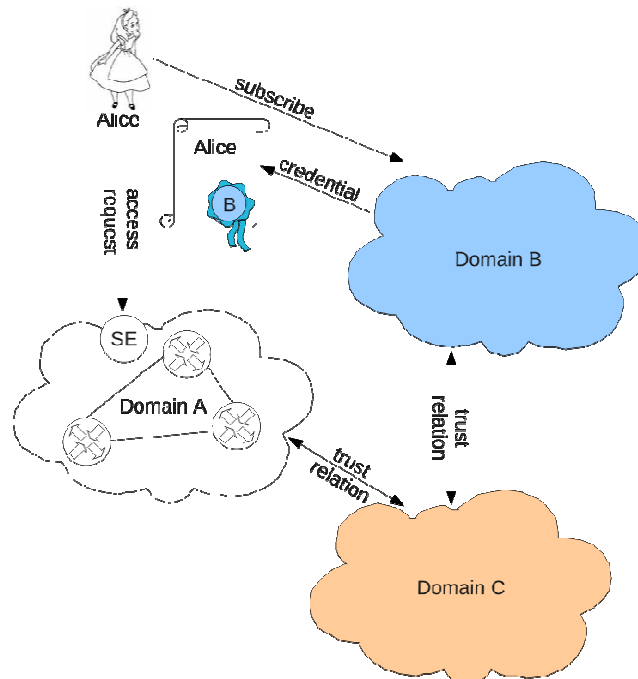 Alice
subscribe
Alice
credential
B
access
request
Domain B
SE
Domain A
trust
relation
trust
relation
Domain C